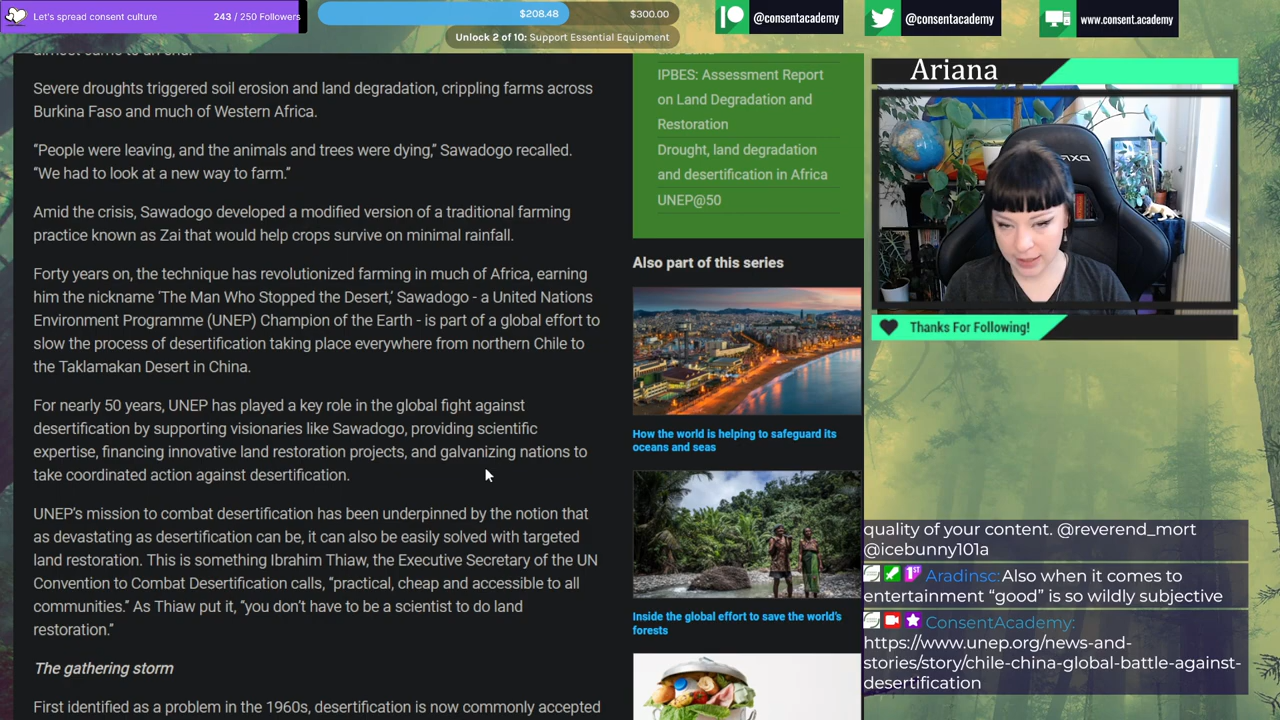 Let's spread consent culture
243 / 250 Followers
$208.48
$300.00
Unlock 2 of 10: Support Essential Equipment
@consentacademy
@consentacademy
www.consent.academy
Severe droughts triggered soil erosion and land degradation, crippling farms across
Burkina Faso and much of Western Africa.
“People were leaving, and the animals and trees were dying,” Sawadogo recalled.
“We had to look at a new way to farm.”
Amid the crisis, Sawadogo developed a modified version of a traditional farming
practice known as Zai that would help crops survive on minimal rainfall.
Forty years on, the technique has revolutionized farming in much of Africa, earning
him the nickname ‘The Man Who Stopped the Desert,’ Sawadogo - a United Nations
Environment Programme (UNEP) Champion of the Earth - is part of a global effort to
slow the process of desertification taking place everywhere from northern Chile to
the Taklamakan Desert in China.
For nearly 50 years, UNEP has played a key role in the global fight against
desertification by supporting visionaries like Sawadogo, providing scientific
expertise, financing innovative land restoration projects, and galvanizing nations to
take coordinated action against desertification.
UNEP’s mission to combat desertification has been underpinned by the notion that
as devastating as desertification can be, it can also be easily solved with targeted
land restoration. This is something Ibrahim Thiaw, the Executive Secretary of the UN
Convention to Combat Desertification calls, “practical, cheap and accessible to all
communities.” As Thiaw put it, “you don’t have to be a scientist to do land
restoration.”
The gathering storm
First identified as a problem in the 1960s, desertification is now commonly accepted
IPBES: Assessment Report
on Land Degradation and
Restoration
Drought, land degradation
and desertification in Africa
UNEP@50
Also part of this series
How the world is helping to safeguard its
oceans and seas
Inside the global effort to save the world’s
forests
Ariana
Thanks For Following!
quality of your content. @reverend_mort
@icebunny101a
Aradinsc: Also when it comes to
entertainment “good” is so wildly subjective
ConsentAcademy:
https://www.unep.org/news-and-
stories/story/chile-china-global-battle-against-
desertification